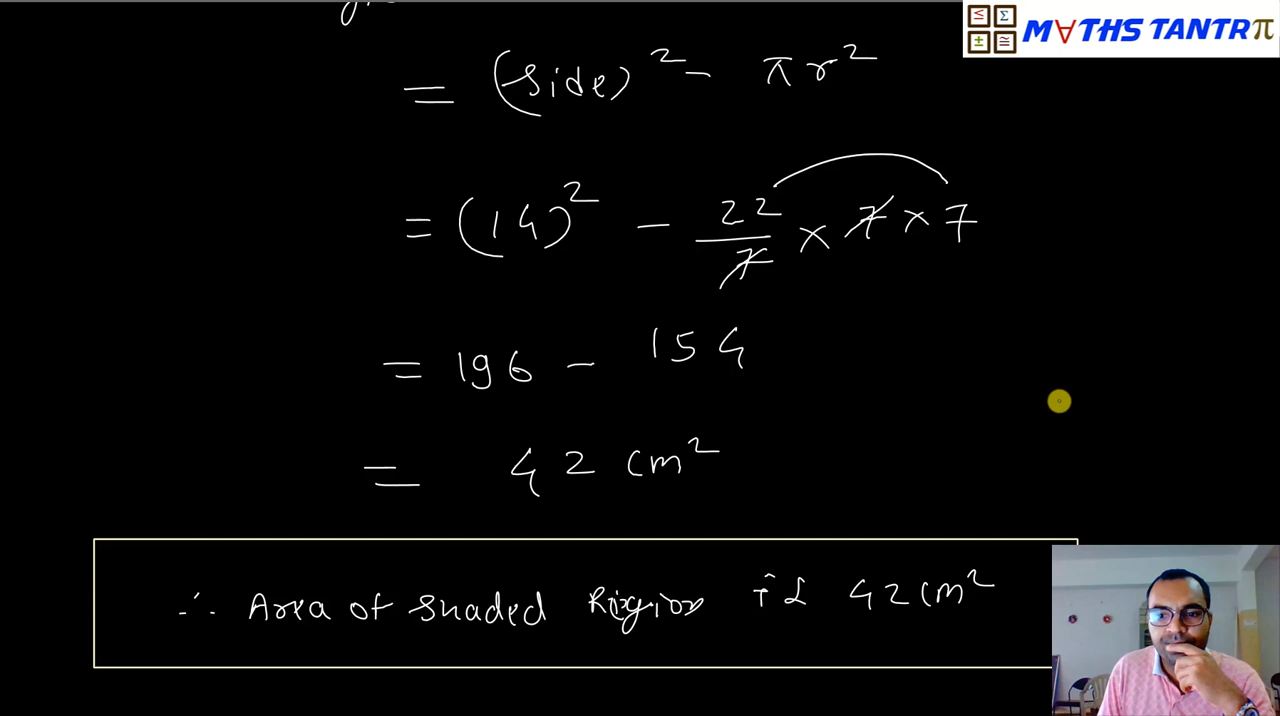 ≤ Σ ± ≅ M∀THS TANTRπ
= (Side)² - πr²
= (14)² - 22/7 × 7 × 7
= 196 - 154
= 42 cm²
∴ Area of Shaded Region is 42 cm²